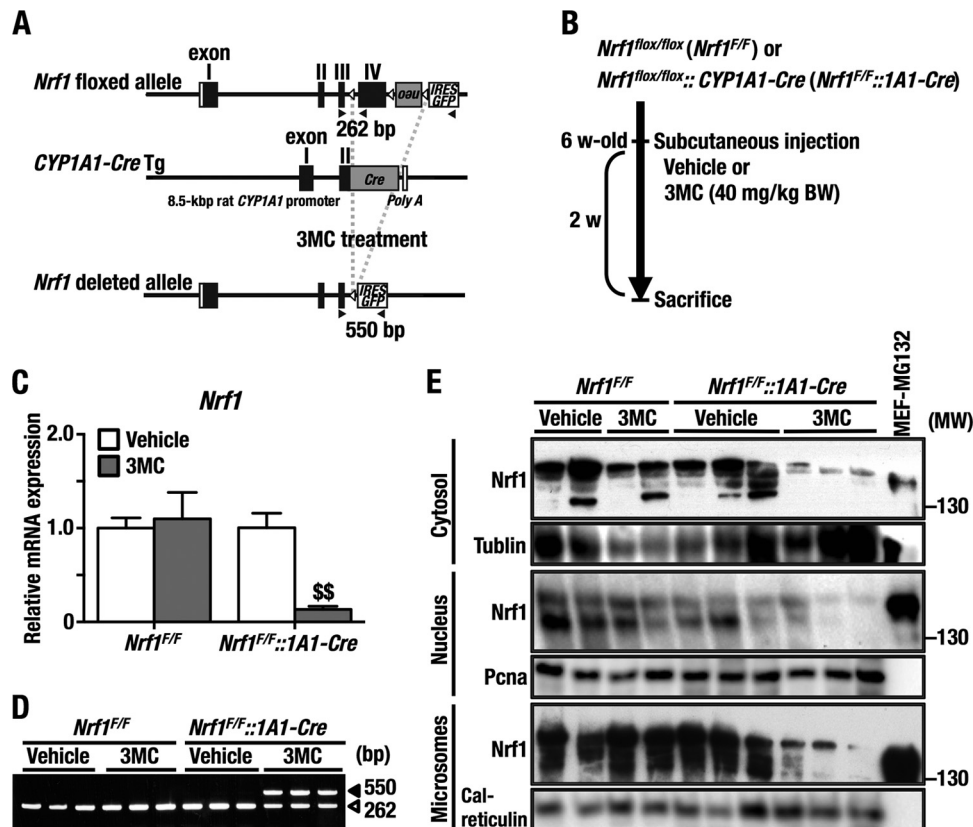 A
exon
I II III IV
Nrf1 floxed allele
neo
IRES
GFP
262 bp
exon
I II
CYP1A1-Cre Tg
Cre
8.5-kbp rat CYP1A1 promoter
Poly A
3MC treatment
Nrf1 deleted allele
IRES
GFP
550 bp
B
Nrf1flox/flox (Nrf1F/F) or
Nrf1flox/flox:: CYP1A1-Cre (Nrf1F/F::1A1-Cre)
6 w-old
Subcutaneous injection
Vehicle or
3MC (40 mg/kg BW)
2 w
Sacrifice
C
Nrf1
Relative mRNA expression
2.0
1.0
0
Vehicle
3MC
$$
Nrf1F/F
Nrf1F/F::1A1-Cre
D
Nrf1F/F Nrf1F/F::1A1-Cre
Vehicle 3MC Vehicle 3MC (bp)
550
262
E
Nrf1F/F Nrf1F/F::1A1-Cre MEF-MG132
Vehicle 3MC Vehicle 3MC (MW)
Cytosol
Nrf1
130
Tublin
Nucleus
Nrf1
130
Pcna
Microsomes
Nrf1
130
Cal-
reticulin